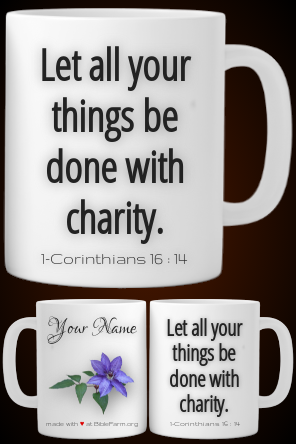 Let all your
things be
done with
charity.
1-Corinthians 16 : 14
Your Name
made with ♥ at BibleFarm.org
Let all your
things be
done with
charity.
1-Corinthians 16 : 14